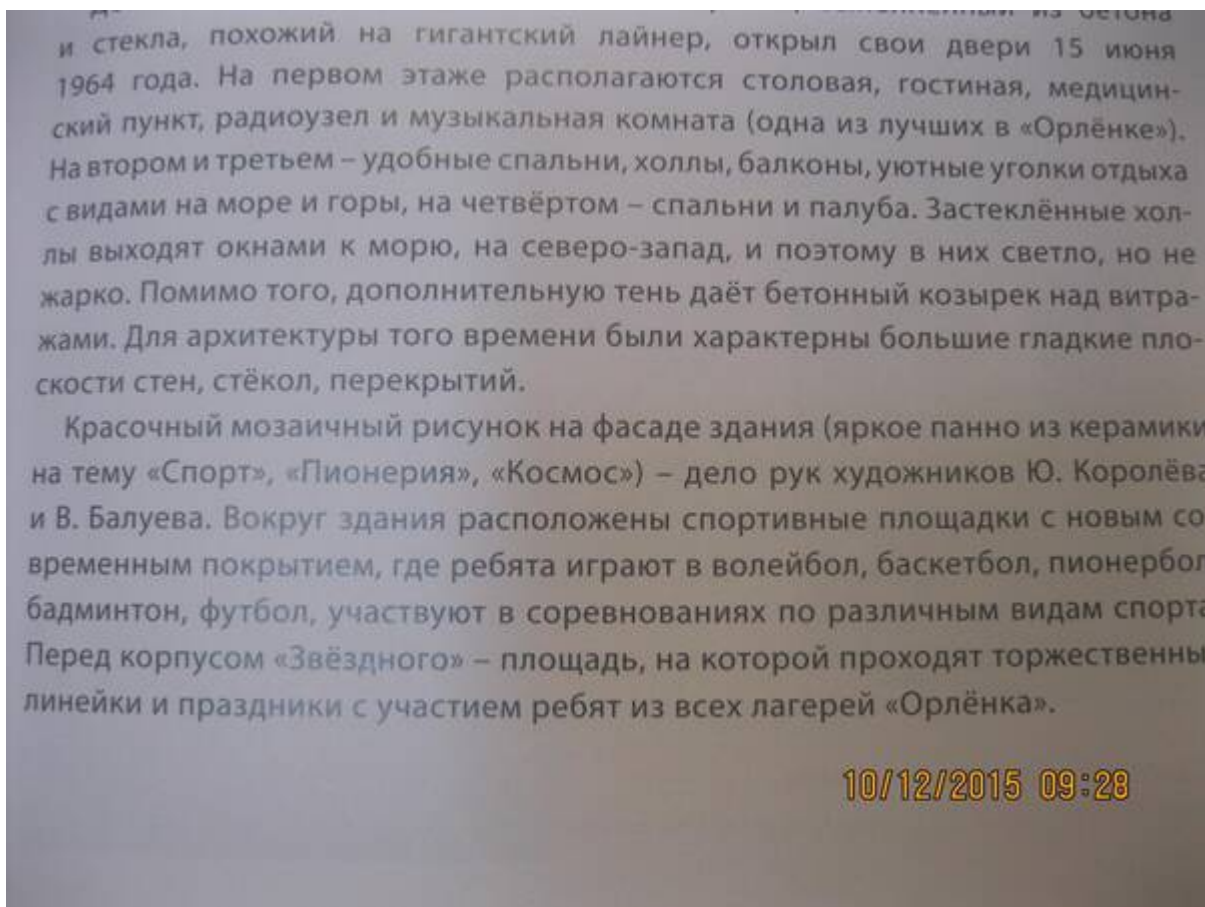 из бетона
и стекла, похожий на гигантский лайнер, открыл свои двери 15 июня
1964 года. На первом этаже располагаются столовая, гостиная, медицин-
ский пункт, радиоузел и музыкальная комната (одна из лучших в «Орлёнке»).
На втором и третьем – удобные спальни, холлы, балконы, уютные уголки отдыха
с видами на море и горы, на четвёртом – спальни и палуба. Застеклённые хол-
лы выходят окнами к морю, на северо-запад, и поэтому в них светло, но не
жарко. Помимо того, дополнительную тень даёт бетонный козырек над витра-
жами. Для архитектуры того времени были характерны большие гладкие пло-
скости стен, стёкол, перекрытий.
Красочный мозаичный рисунок на фасаде здания (яркое панно из керамики
на тему «Спорт», «Пионерия», «Космос») – дело рук художников Ю. Королёва
и В. Балуева. Вокруг здания расположены спортивные площадки с новым со
временным покрытием, где ребята играют в волейбол, баскетбол, пионербол
бадминтон, футбол, участвуют в соревнованиях по различным видам спорта
Перед корпусом «Звёздного» – площадь, на которой проходят торжественны
линейки и праздники с участием ребят из всех лагерей «Орлёнка».
10/12/2015 09:28